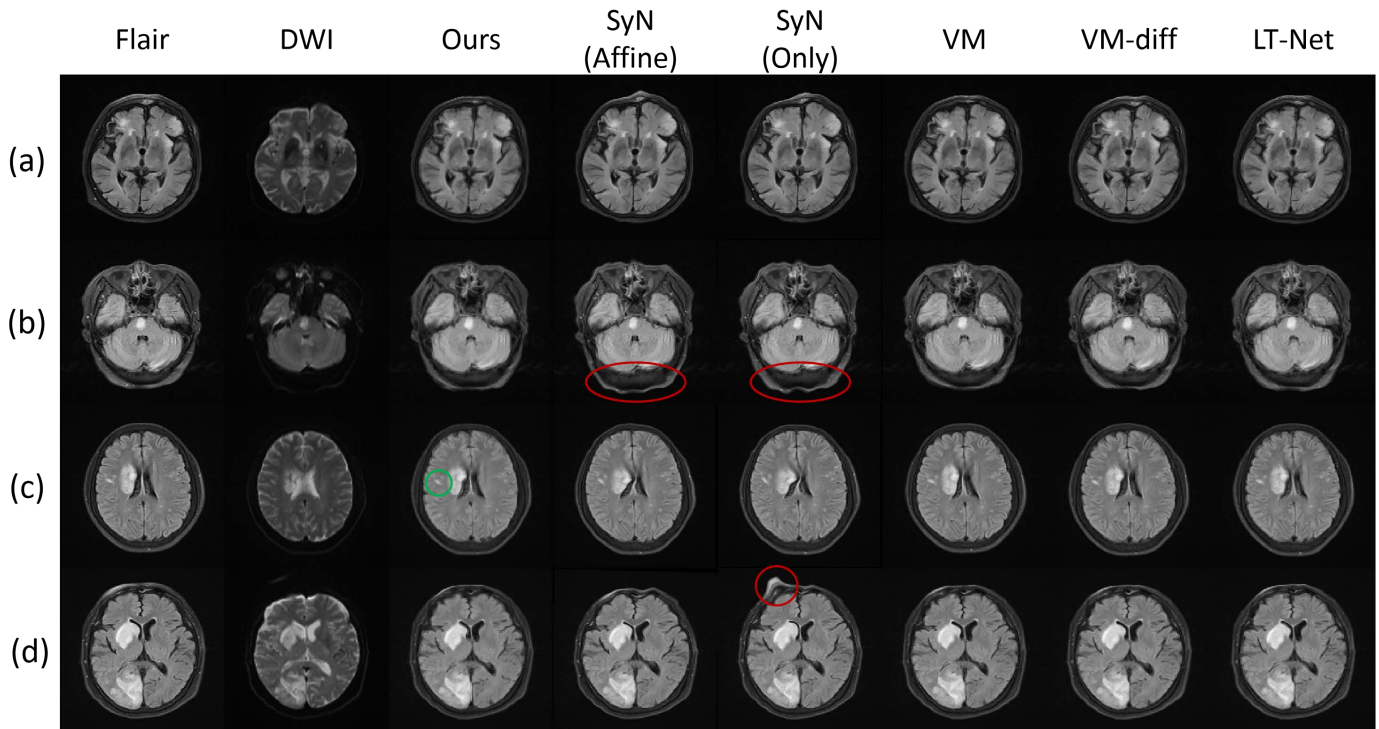 Flair DWI Ours SyN (Affine) SyN (Only) VM VM-diff LT-Net
(a)
(b)
(c)
(d)